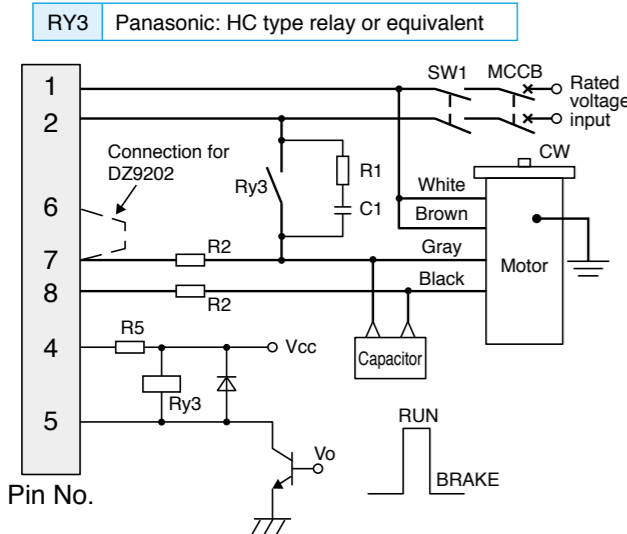 RY3 Panasonic: HC type relay or equivalent
SW1 MCCB
Rated
voltage
input
1
2
Connection for
DZ9202
Ry3
R1
C1
CW
White
Brown
6
Gray
7
R2
Motor
Black
8
R2
Capacitor
R5
4
Vcc
Ry3
5
RUN
Vo
BRAKE
Pin No.